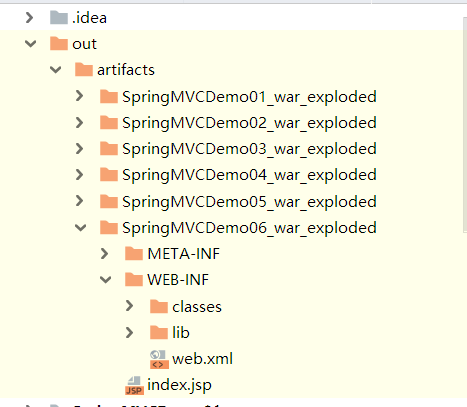 .idea
out
artifacts
SpringMVCDemo01_war_exploded
SpringMVCDemo02_war_exploded
SpringMVCDemo03_war_exploded
SpringMVCDemo04_war_exploded
SpringMVCDemo05_war_exploded
SpringMVCDemo06_war_exploded
META-INF
WEB-INF
classes
lib
web.xml
JSP index.jsp